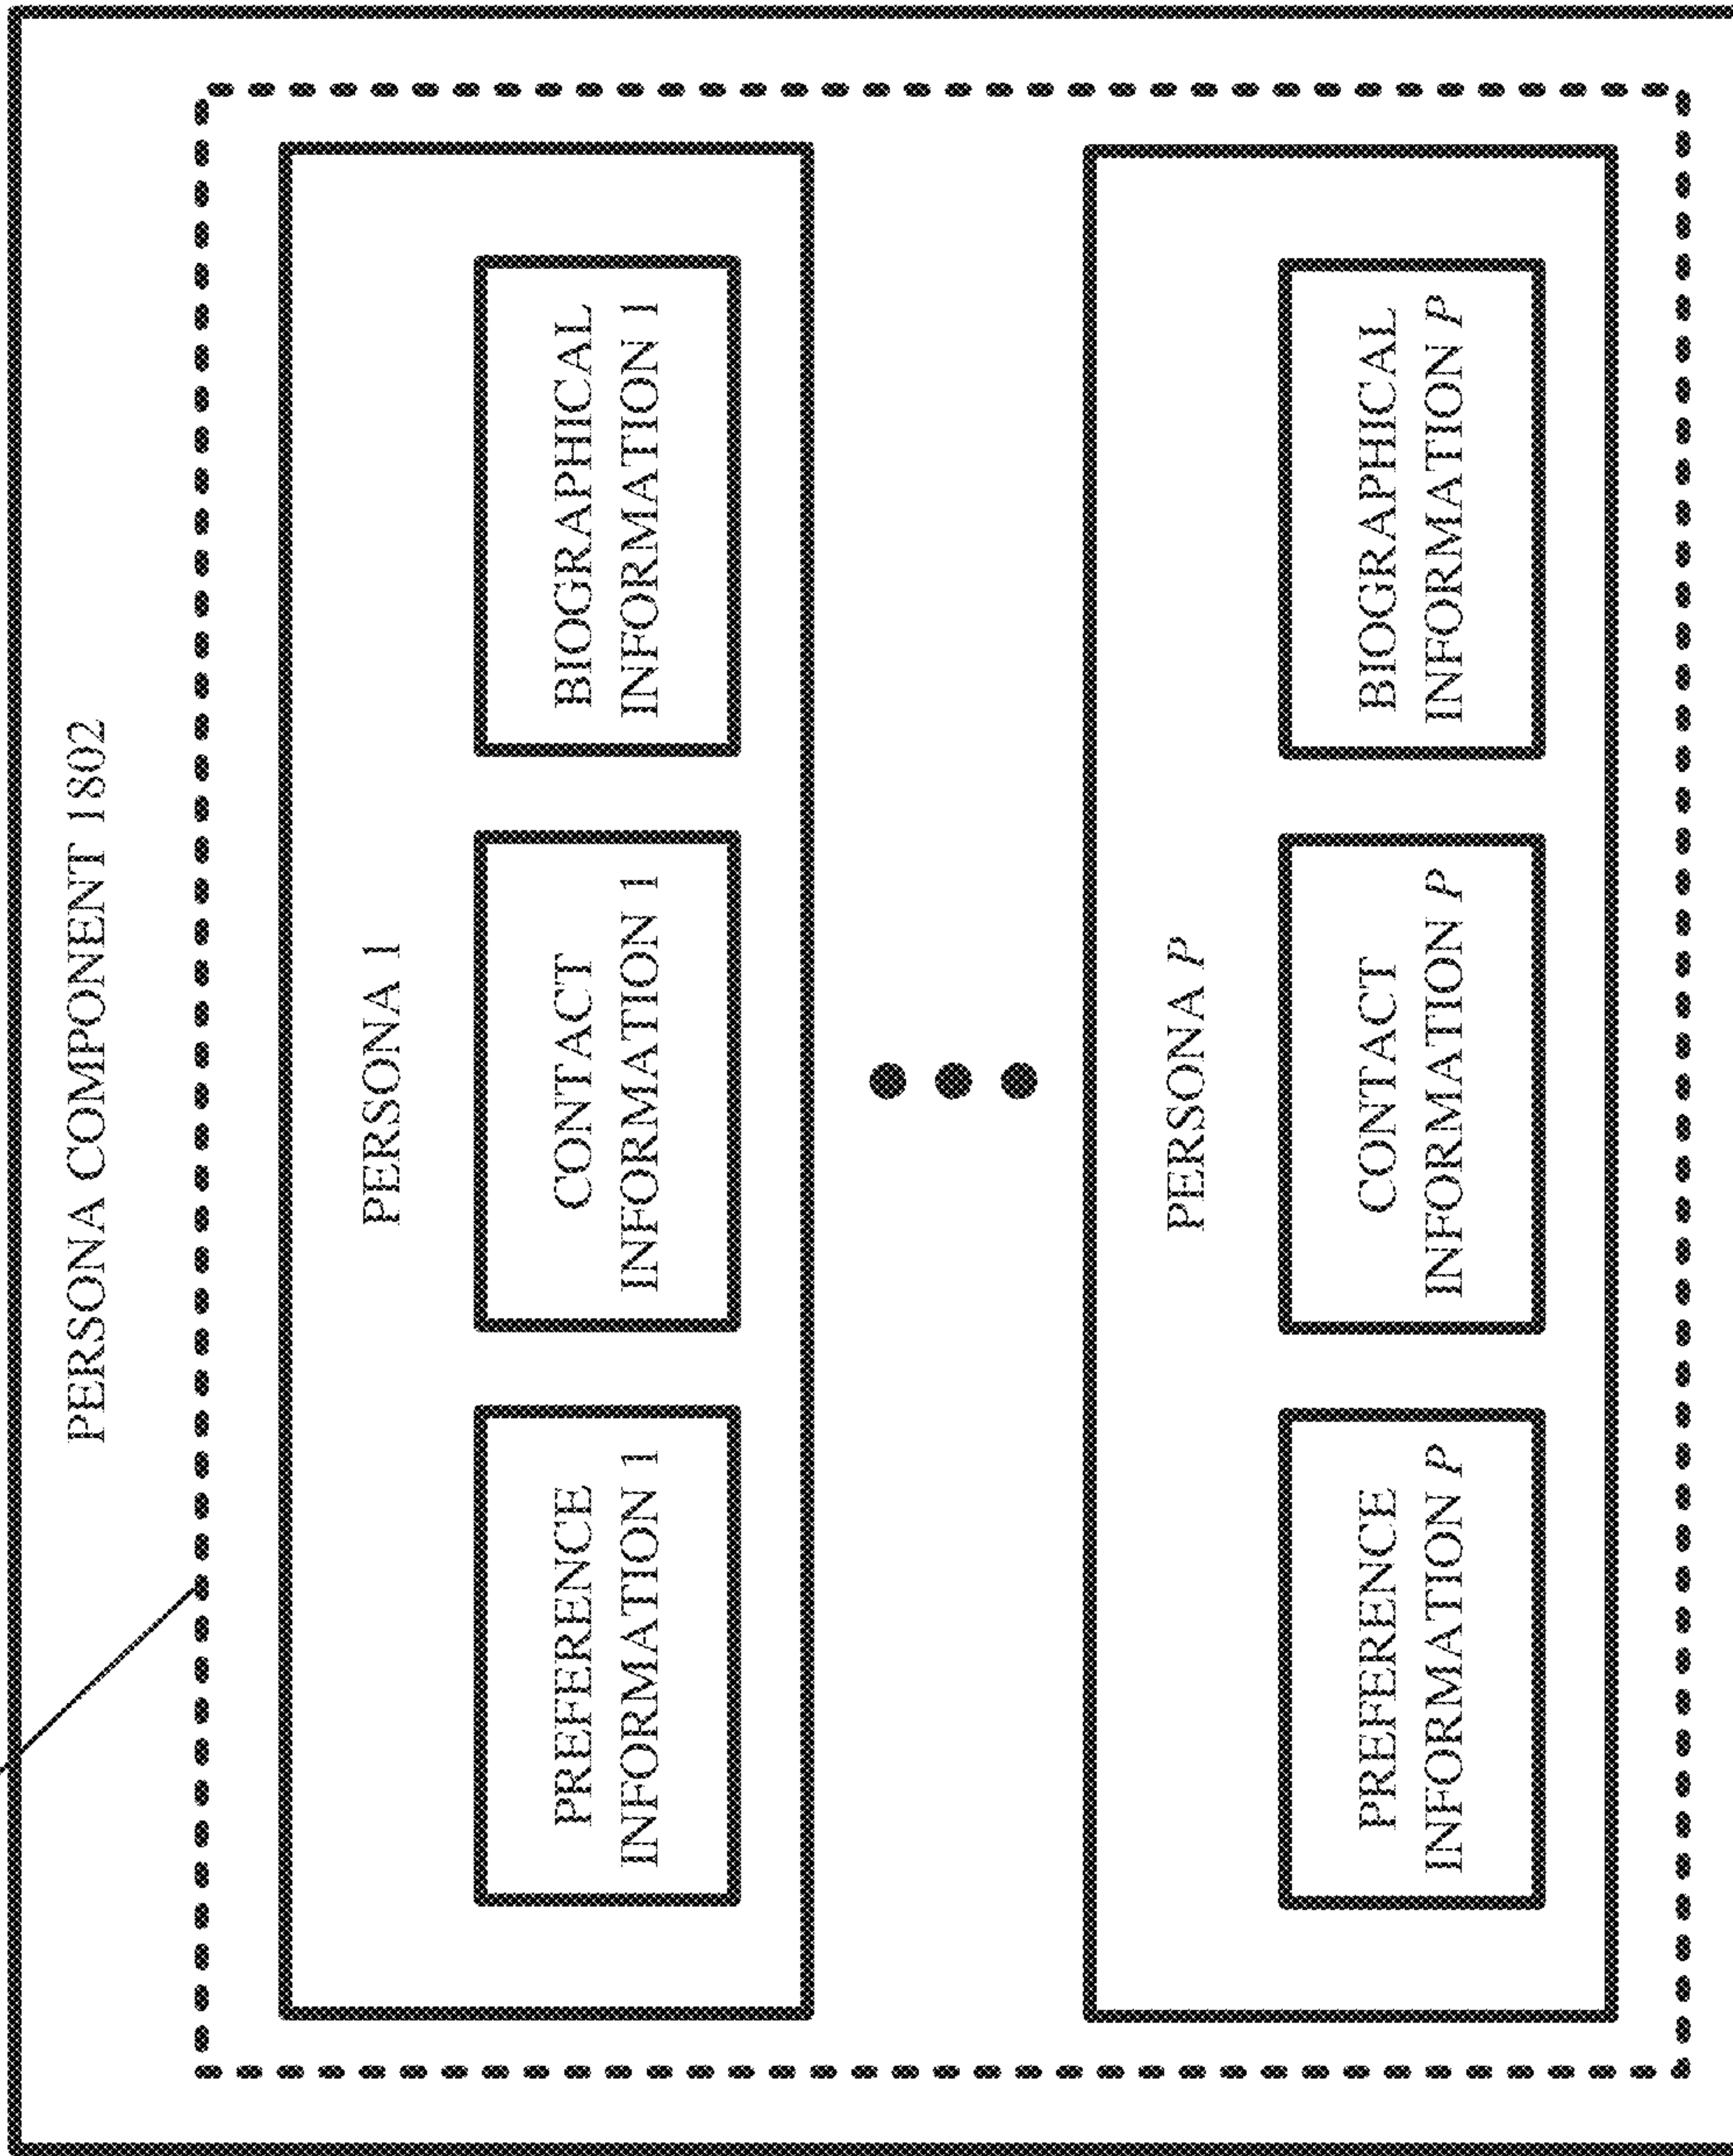 PERSONA COMPONENT 1802
PERSONA 1
PREFERENCE
INFORMATION 1
CONTACT
INFORMATION 1
BIOGRAPHICAL
INFORMATION 1
PERSONA P
PREFERENCE
INFORMATION P
CONTACT
INFORMATION P
BIOGRAPHICAL
INFORMATION P